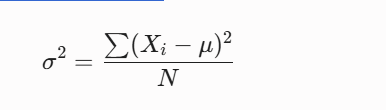 σ² = ∑(Xᵢ − μ)² / N